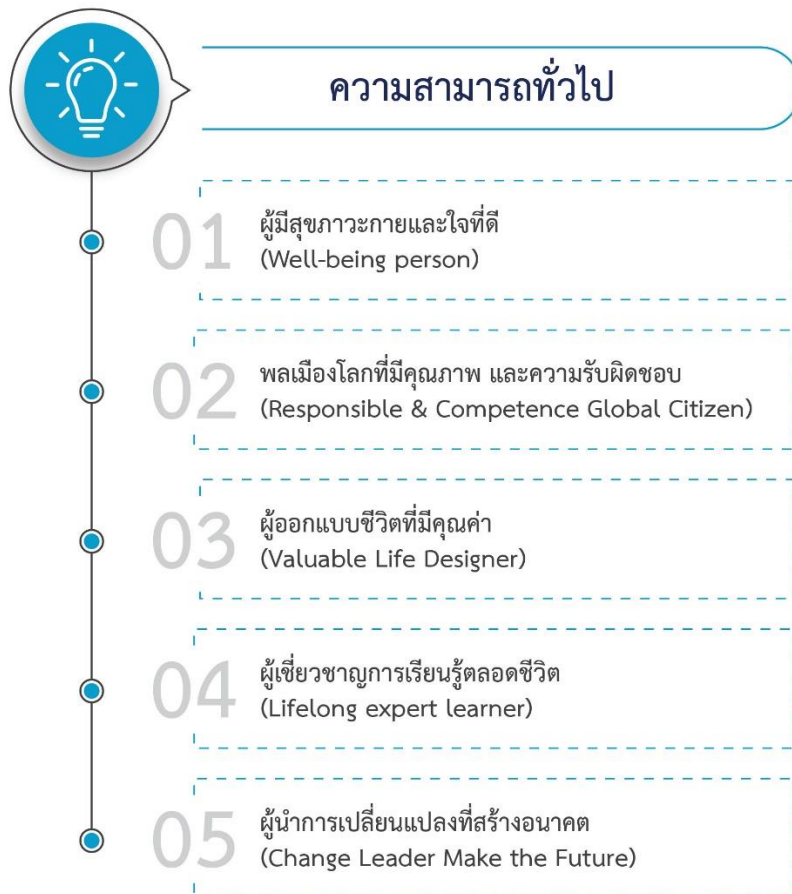 ความสามารถทั่วไป
01
ผู้มีสุขภาวะกายและใจที่ดี
(Well-being person)
02
พลเมืองโลกที่มีคุณภาพ และความรับผิดชอบ
(Responsible & Competence Global Citizen)
03
ผู้ออกแบบชีวิตที่มีคุณค่า
(Valuable Life Designer)
04
ผู้เชี่ยวชาญการเรียนรู้ตลอดชีวิต
(Lifelong expert learner)
05
ผู้นำการเปลี่ยนแปลงที่สร้างอนาคต
(Change Leader Make the Future)